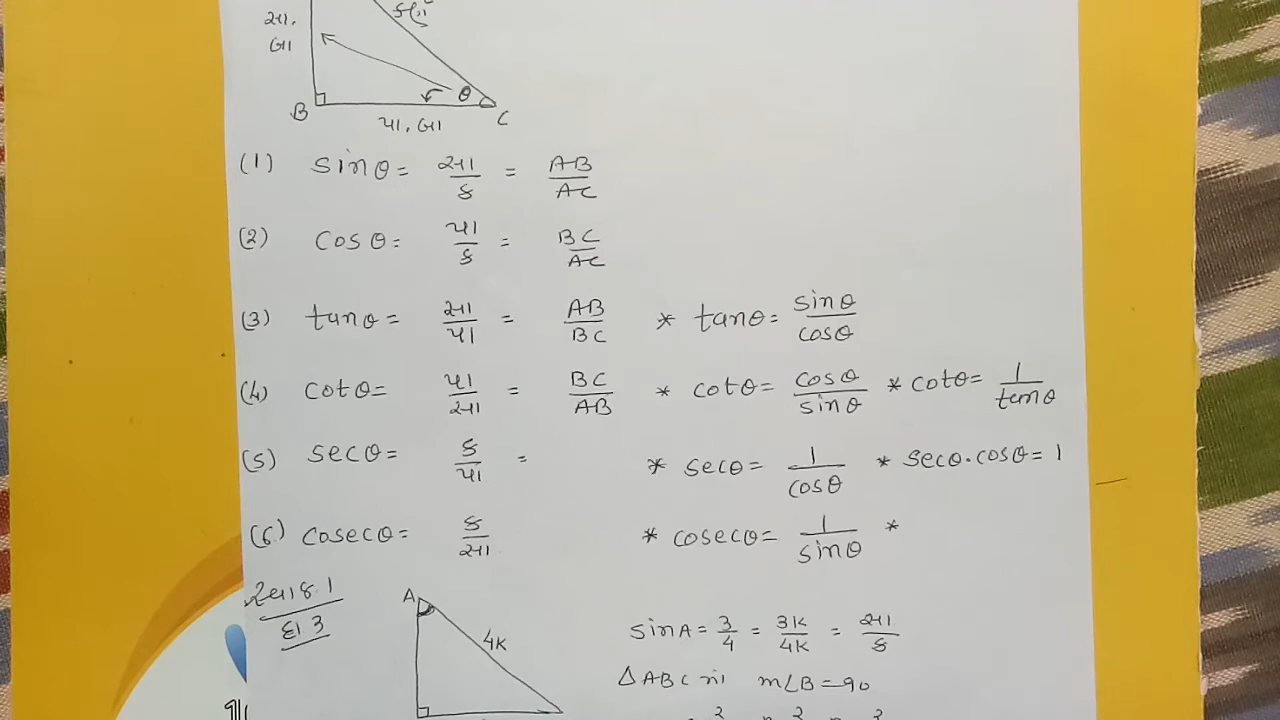 સા.
બા
કર્ણ
θ
B
પા. બા
C
(1) sinθ = સા/ક = AB/AC
(2) cosθ = પા/ક = BC/AC
(3) tanθ = સા/પા = AB/BC * tanθ = sinθ/cosθ
(4) cotθ = પા/સા = BC/AB * cotθ = cosθ/sinθ * cotθ = 1/tanθ
(5) secθ = ક/પા = * secθ = 1/cosθ * secθ·cosθ = 1
(6) cosecθ = ક/સા * cosecθ = 1/sinθ *
સ્વા૮.1
દા.3
A
4K
sinA = 3/4 = 3K/4K = સા/ક
△ABC માં m∠B = 90